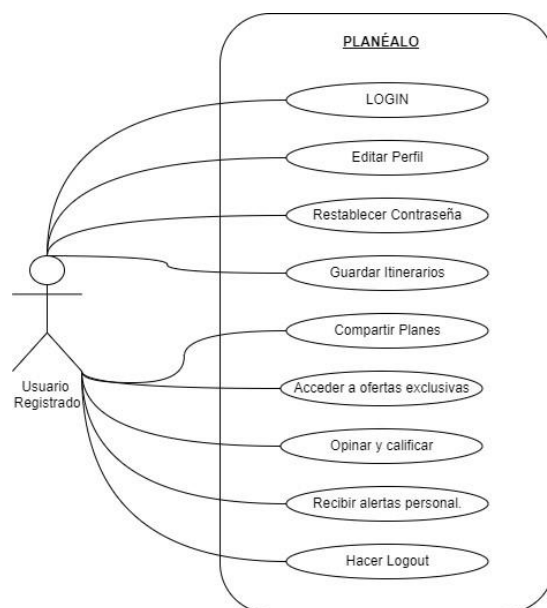 PLANÉALO
LOGIN
Editar Perfil
Restablecer Contraseña
Guardar Itinerarios
Compartir Planes
Usuario
Registrado
Acceder a ofertas exclusivas
Opinar y calificar
Recibir alertas personal.
Hacer Logout